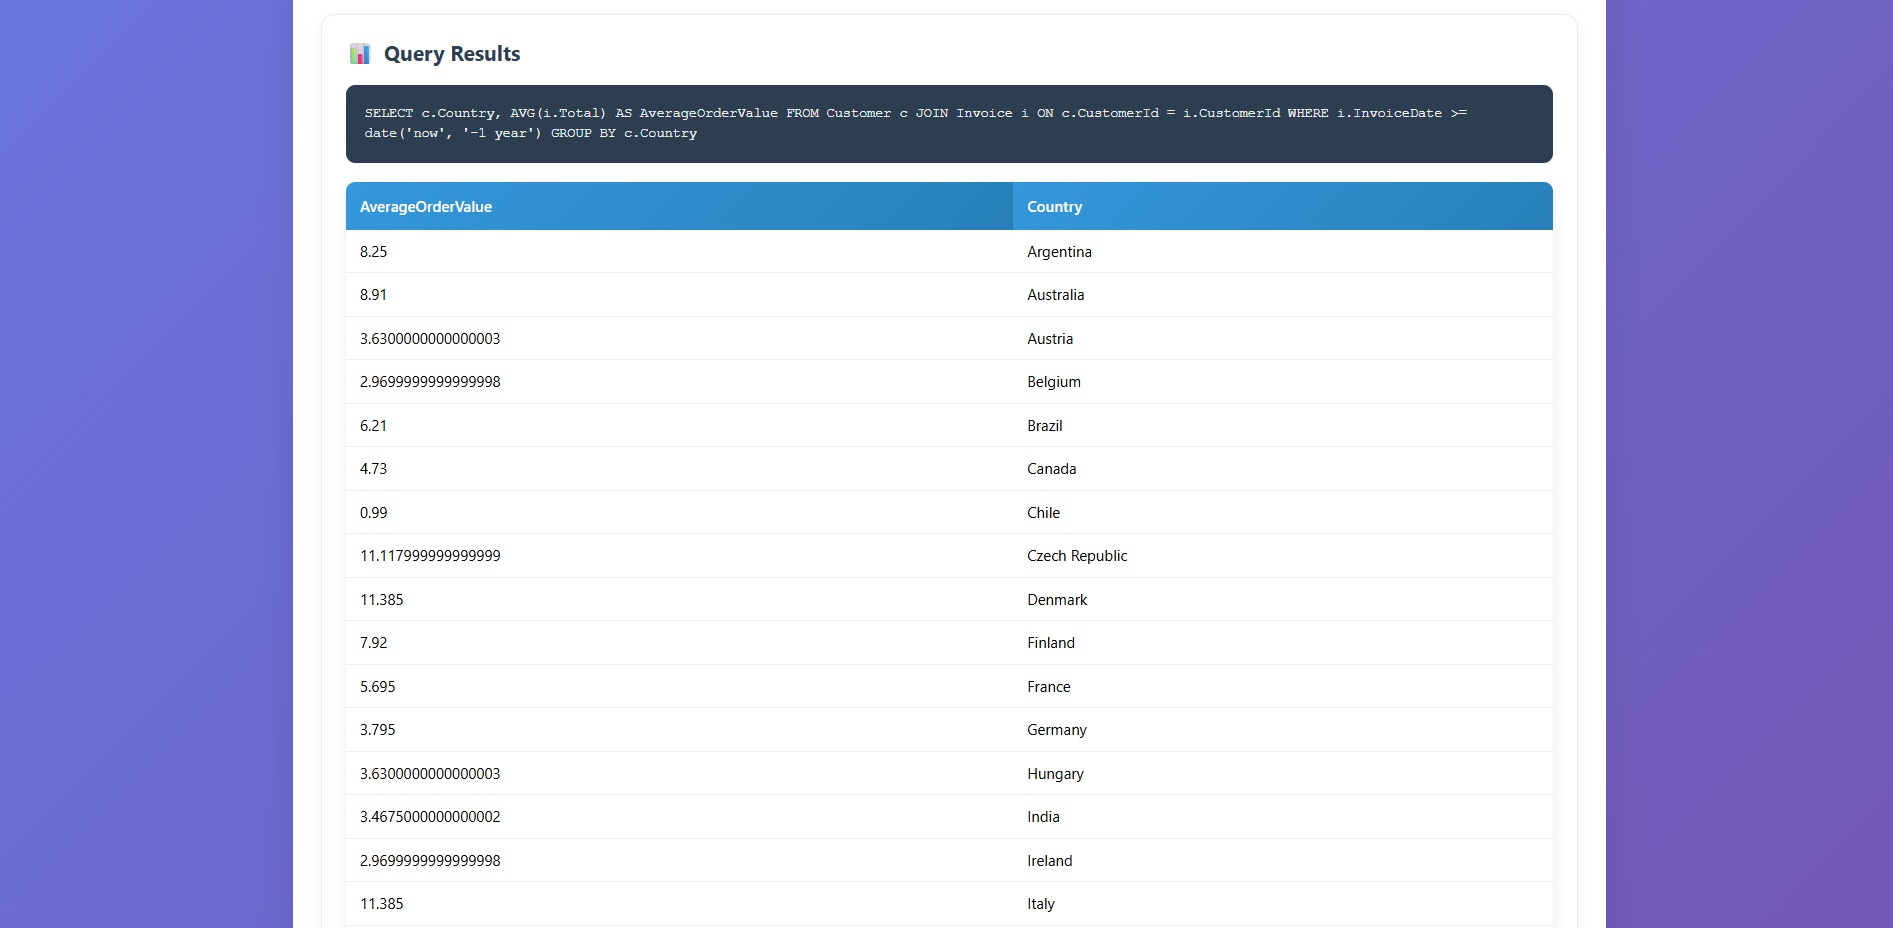 Query Results
SELECT c.Country, AVG(i.Total) AS AverageOrderValue FROM Customer c JOIN Invoice i ON c.CustomerId = i.CustomerId WHERE i.InvoiceDate >=
date('now', '-1 year') GROUP BY c.Country
AverageOrderValue Country
8.25 Argentina
8.91 Australia
3.6300000000000003 Austria
2.9699999999999998 Belgium
6.21 Brazil
4.73 Canada
0.99 Chile
11.117999999999999 Czech Republic
11.385 Denmark
7.92 Finland
5.695 France
3.795 Germany
3.6300000000000003 Hungary
3.4675000000000002 India
2.9699999999999998 Ireland
11.385 Italy